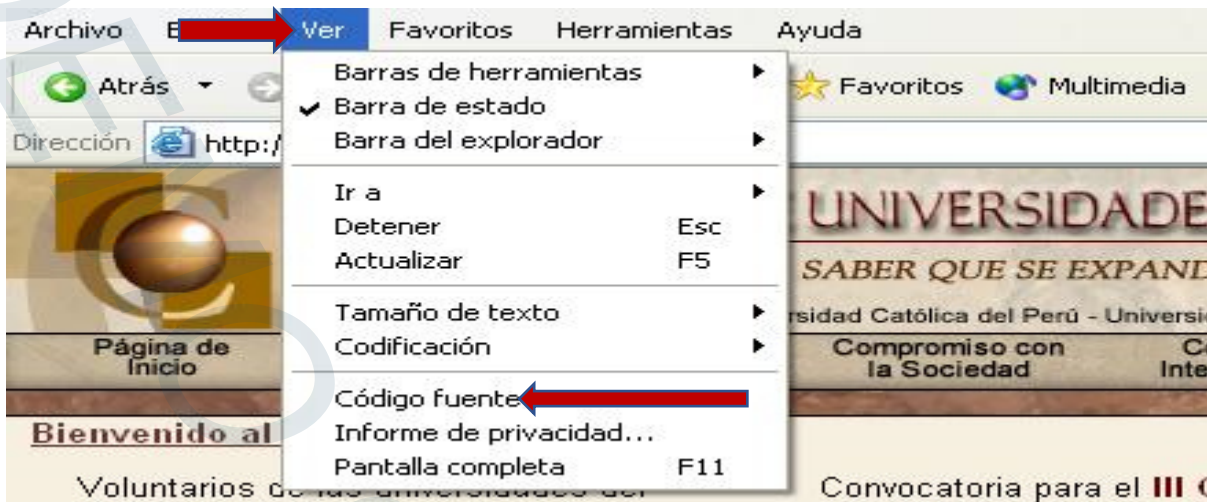 Archivo Ver Favoritos Herramientas Ayuda
Atrás Favoritos Multimedia
Dirección http:/
Barras de herramientas
Barra de estado
Barra del explorador
Ir a
Detener Esc
Actualizar F5
Tamaño de texto
Codificación
Código fuente
Informe de privacidad...
Pantalla completa F11
UNIVERSIDADE
SABER QUE SE EXPAND
rsidad Católica del Perú - Universi
Página de
Inicio
Compromiso con
la Sociedad
Inte
Bienvenido al
Voluntarios
Convocatoria para el III